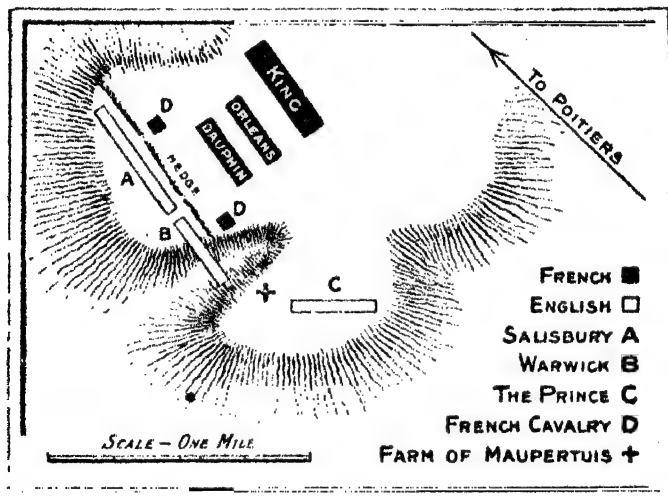 KING
TO POITIERS
D
ORLEANS
DAUPHIN
HEDGE
A
D
B
C
FRENCH
ENGLISH
SALISBURY A
WARWICK B
THE PRINCE C
FRENCH CAVALRY D
FARM OF MAUPERTUIS +
SCALE – ONE MILE